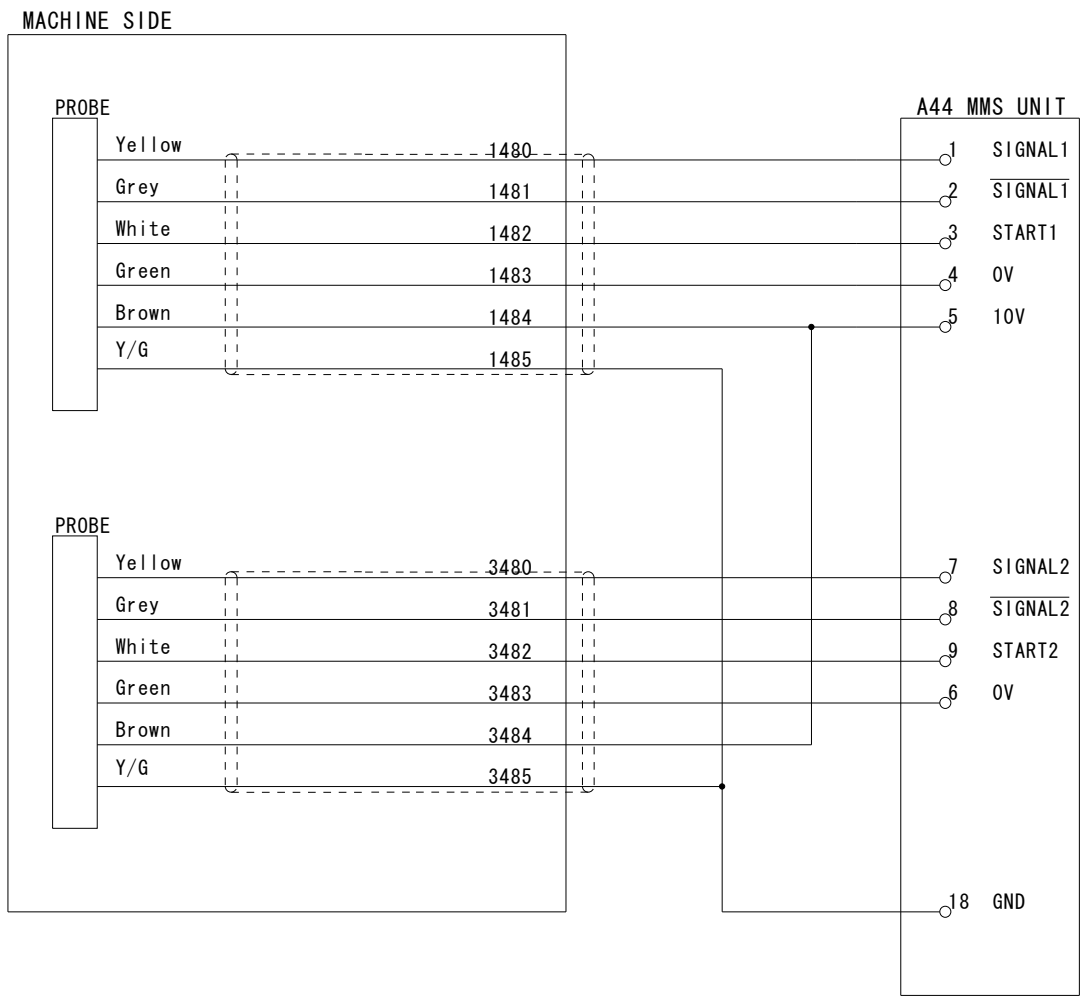 MACHINE SIDE
PROBE
A44 MMS UNIT
Yellow 1480 1 SIGNAL1
Grey 1481 2 SIGNAL1
White 1482 3 START1
Green 1483 4 0V
Brown 1484 5 10V
Y/G 1485
PROBE
Yellow 3480 7 SIGNAL2
Grey 3481 8 SIGNAL2
White 3482 9 START2
Green 3483 6 0V
Brown 3484
Y/G 3485
18 GND